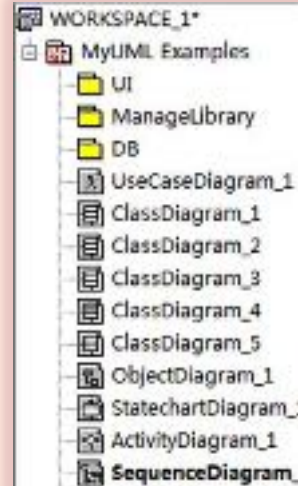 WORKSPACE_1*
MyUML Examples
UI
ManageLibrary
DB
UseCaseDiagram_1
ClassDiagram_1
ClassDiagram_2
ClassDiagram_3
ClassDiagram_4
ClassDiagram_5
ObjectDiagram_1
StatechartDiagram_
ActivityDiagram_1
SequenceDiagram_